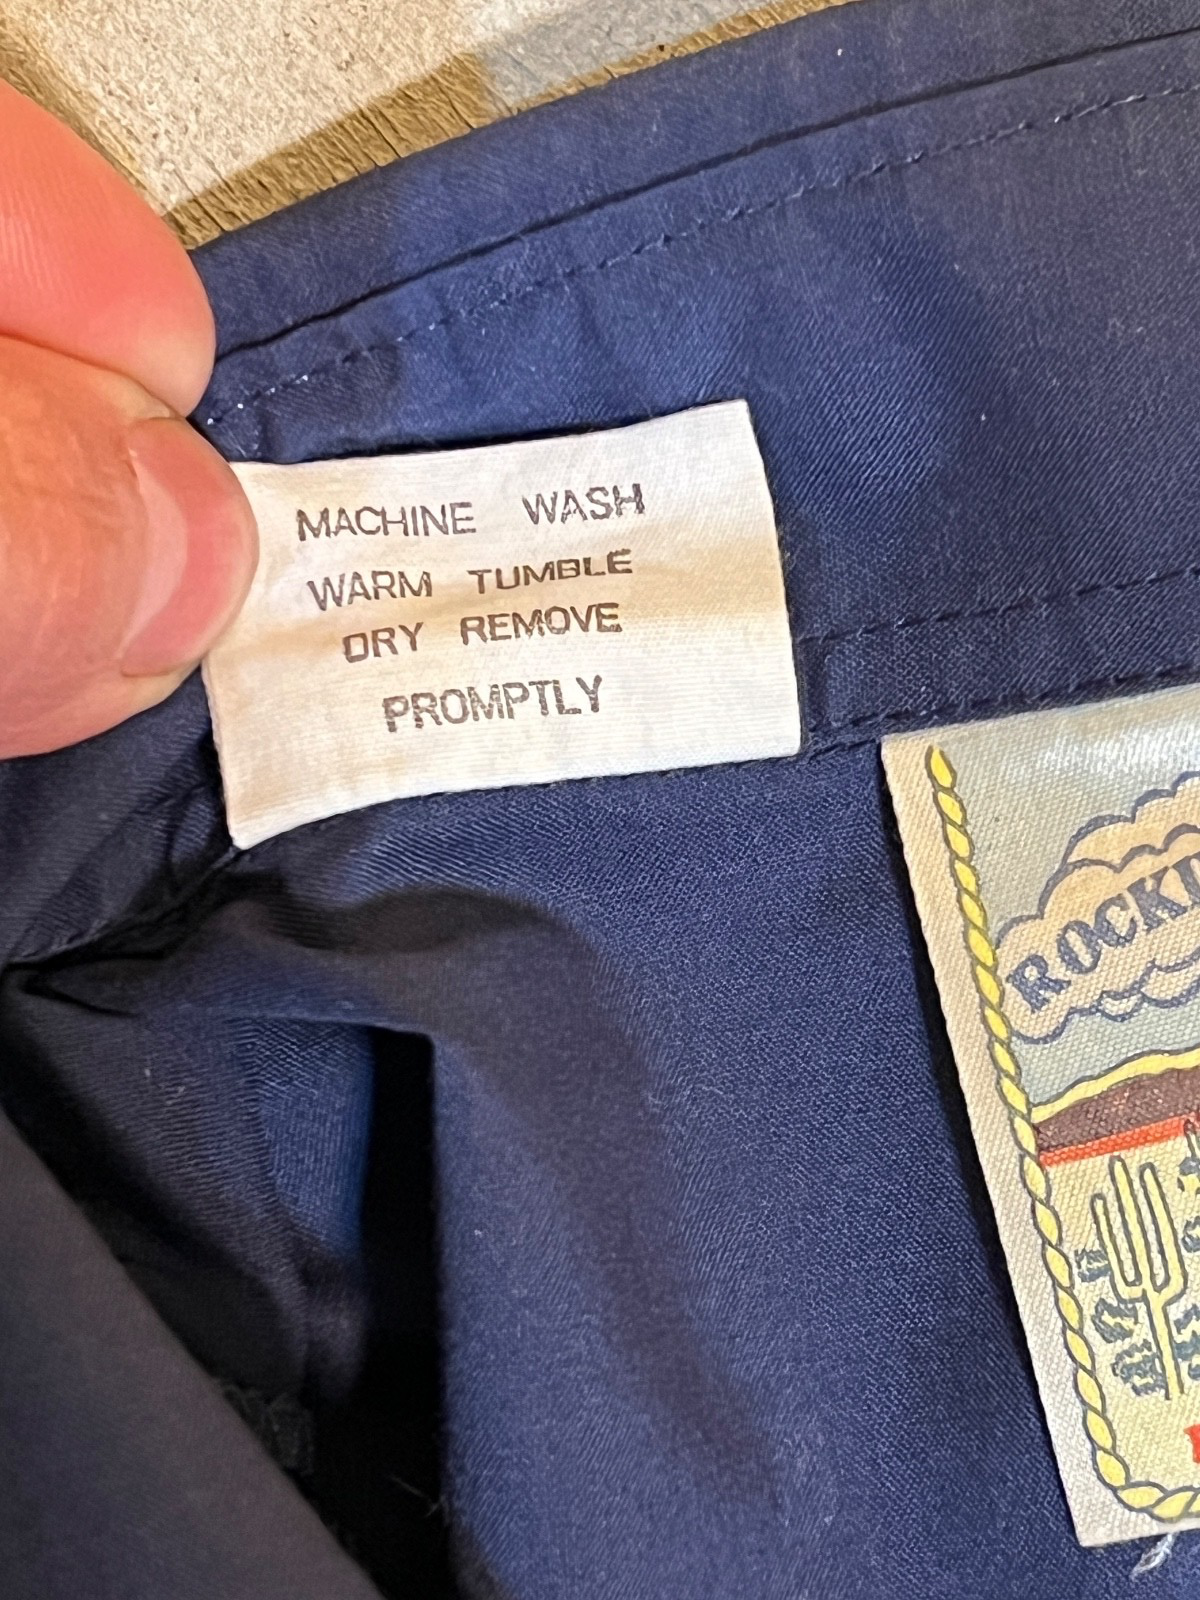 MACHINE WASH
WARM TUMBLE
DRY REMOVE
PROMPTLY